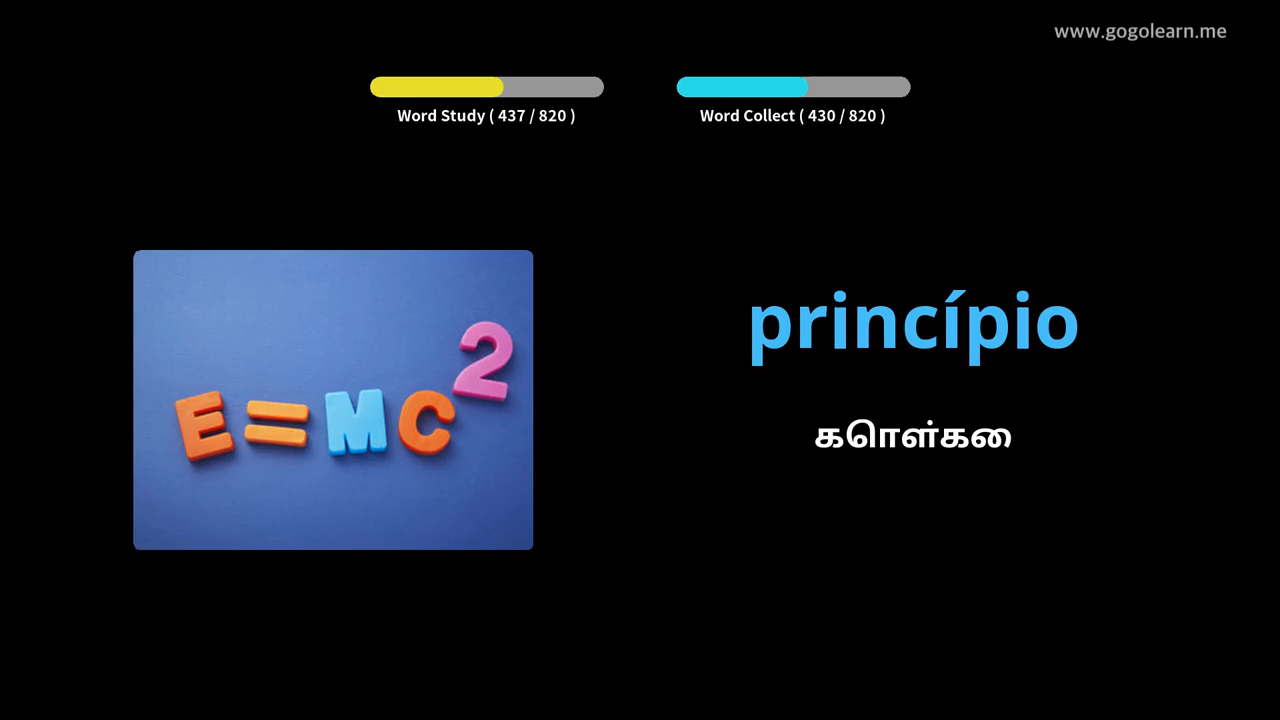 www.gogolearn.me
Word Study ( 437 / 820 )
Word Collect ( 430 / 820 )
E=MC2
princípio
கொள்கை